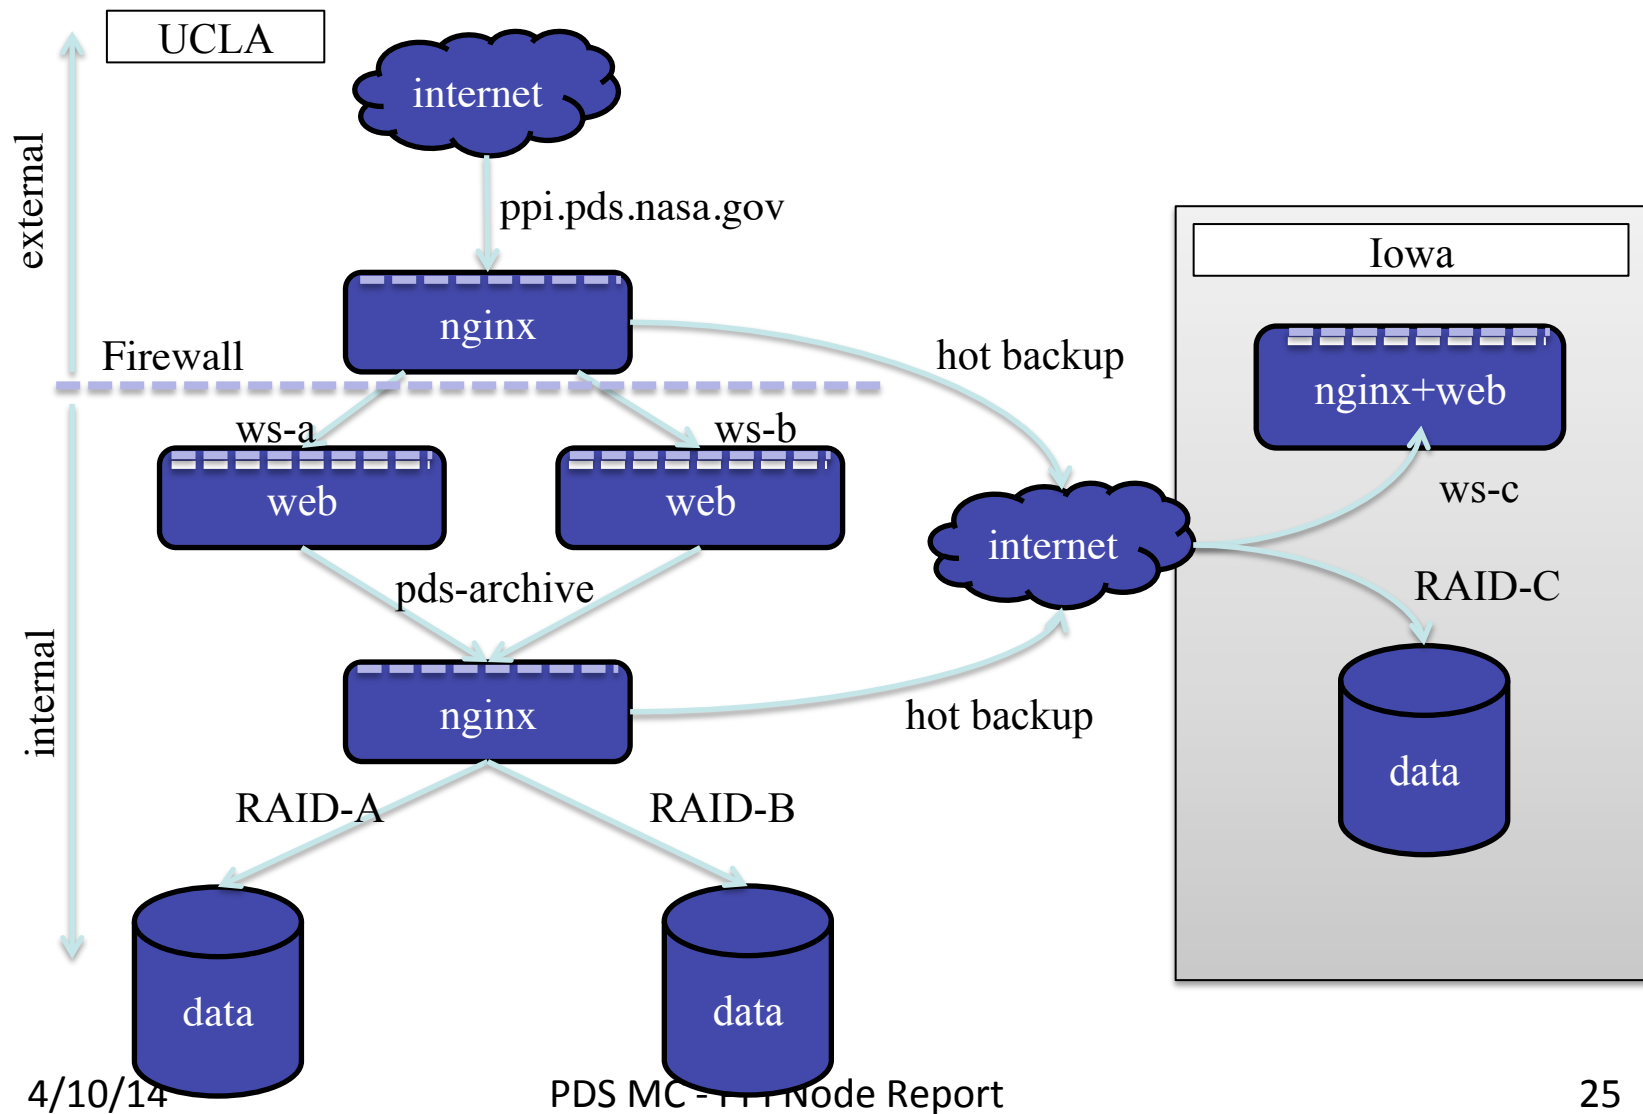 UCLA
internet
external
ppi.pds.nasa.gov
Iowa
nginx
Firewall
hot backup
nginx+web
ws-a
ws-b
web
web
ws-c
internet
pds-archive
RAID-C
internal
nginx
hot backup
data
RAID-A
RAID-B
data
data
4/10/14
PDS MC - Node Report
25